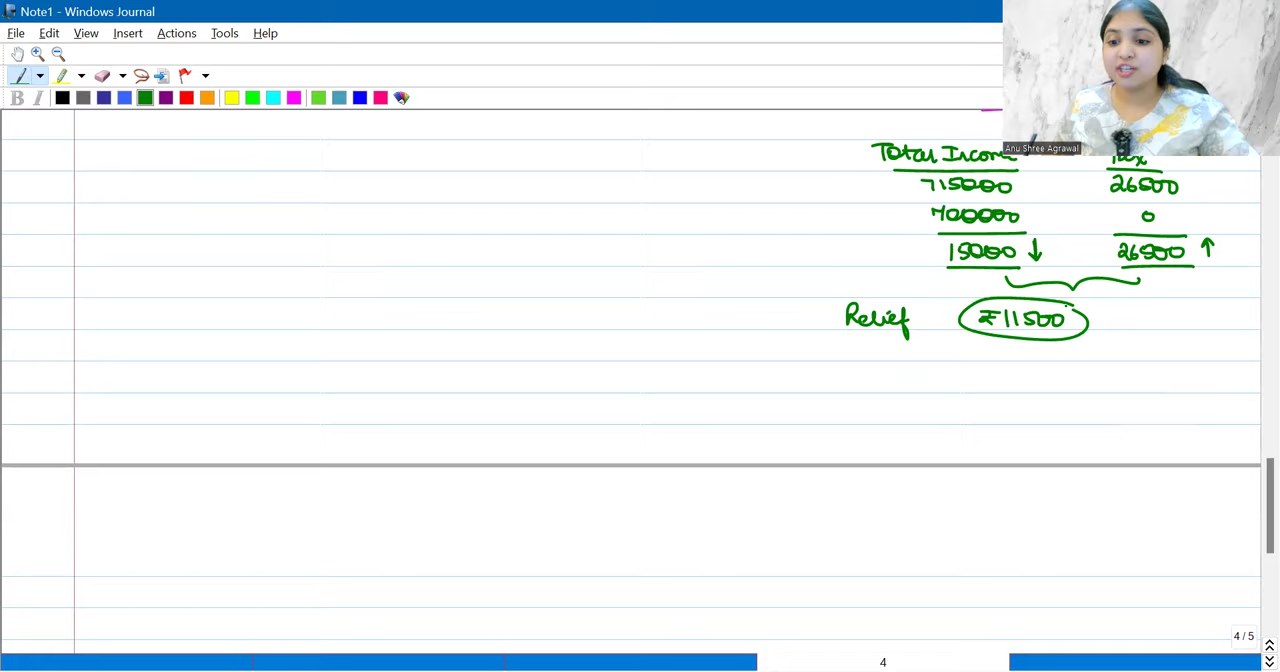 Note1 - Windows Journal
File Edit View Insert Actions Tools Help
B I
Total Income Tax
715000 26500
700000 0
15000 ↓ 26500 ↑
Relief ₹11500
Anu Shree Agrawal
4 / 5
4